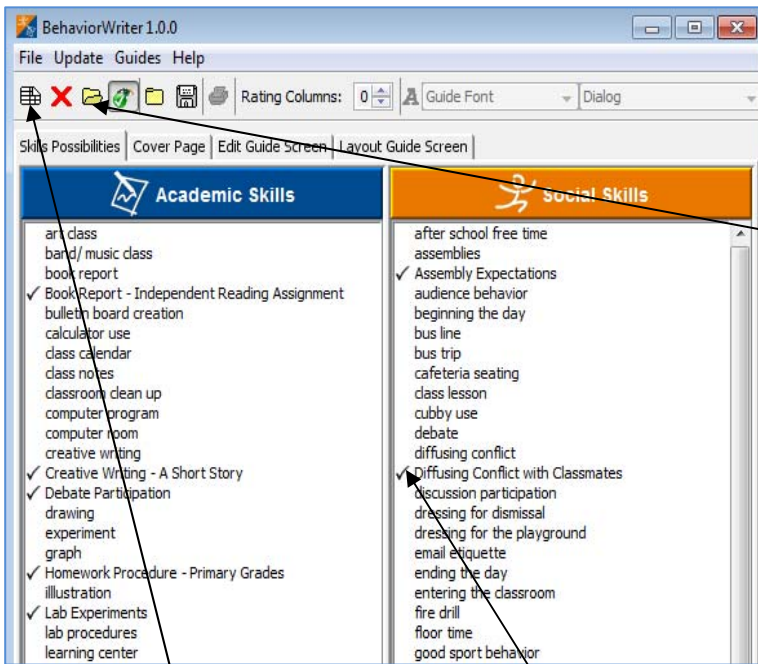 BehaviorWriter 1.0.0
File Update Guides Help
Rating Columns: 0 A Guide Font Dialog
Skills Possibilities Cover Page Edit Guide Screen Layout Guide Screen
Academic Skills
art class
band/ music class
book report
✓ Book Report - Independent Reading Assignment
bulletin board creation
calculator use
class calendar
class notes
classroom clean up
computer program
computer room
creative writing
✓ Creative Writing - A Short Story
✓ Debate Participation
drawing
experiment
graph
✓ Homework Procedure - Primary Grades
illlustration
✓ Lab Experiments
lab procedures
learning center
Social Skills
after school free time
assemblies
✓ Assembly Expectations
audience behavior
beginning the day
bus line
bus trip
cafeteria seating
class lesson
cubby use
debate
diffusing conflict
✓ Diffusing Conflict with Classmates
discussion participation
dressing for dismissal
dressing for the playground
email etiquette
ending the day
entering the classroom
fire drill
floor time
good sport behavior